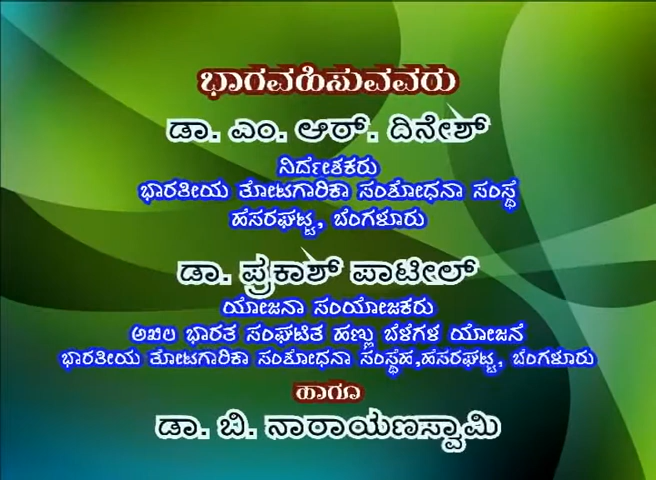 ಭಾಗವಹಿಸುವವರು
ಡಾ. ಎಂ. ಆರ್. ದಿನೇಶ್
ನಿರ್ದೇಶಕರು
ಭಾರತೀಯ ತೋಟಗಾರಿಕಾ ಸಂಶೋಧನಾ ಸಂಸ್ಥೆ
ಹೆಸರಘಟ್ಟ, ಬೆಂಗಳೂರು
ಡಾ. ಪ್ರಕಾಶ್ ಪಾಟೀಲ್
ಯೋಜನಾ ಸಂಯೋಜಕರು
ಅಖಿಲ ಭಾರತ ಸಂಘಟಿತ ಹಣ್ಣು ಬೆಳೆಗಳ ಯೋಜನೆ
ಭಾರತೀಯ ತೋಟಗಾರಿಕಾ ಸಂಶೋಧನಾ ಸಂಸ್ಥೆಹ,ಹೆಸರಘಟ್ಟ, ಬೆಂಗಳೂರು
ಹಾಗೂ
ಡಾ. ಬಿ. ನಾರಾಯಣಸ್ವಾಮಿ